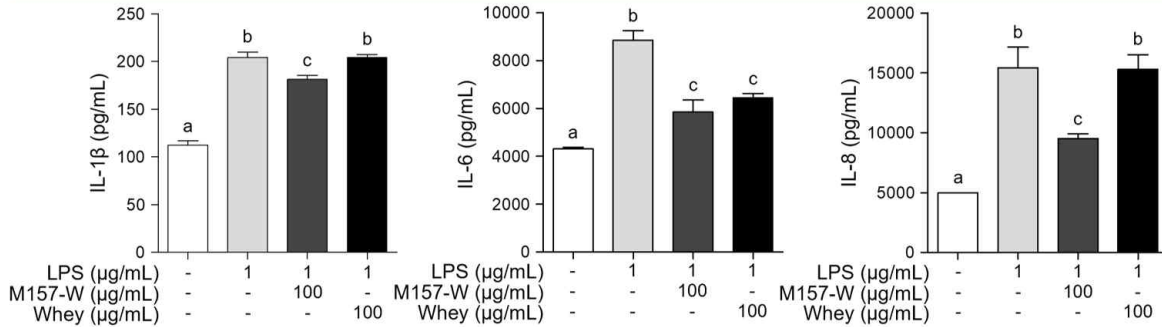 250
200
150
100
50
0
IL-1β (pg/mL)
a
b
c
b
LPS (µg/mL) - 1 1 1
M157-W (µg/mL) - - 100 -
Whey (µg/mL) - - - 100
10000
8000
6000
4000
2000
0
IL-6 (pg/mL)
a
b
c
c
LPS (µg/mL) - 1 1 1
M157-W (µg/mL) - - 100 -
Whey (µg/mL) - - - 100
20000
15000
10000
5000
0
IL-8 (pg/mL)
a
b
c
b
LPS (µg/mL) - 1 1 1
M157-W (µg/mL) - - 100 -
Whey (µg/mL) - - - 100